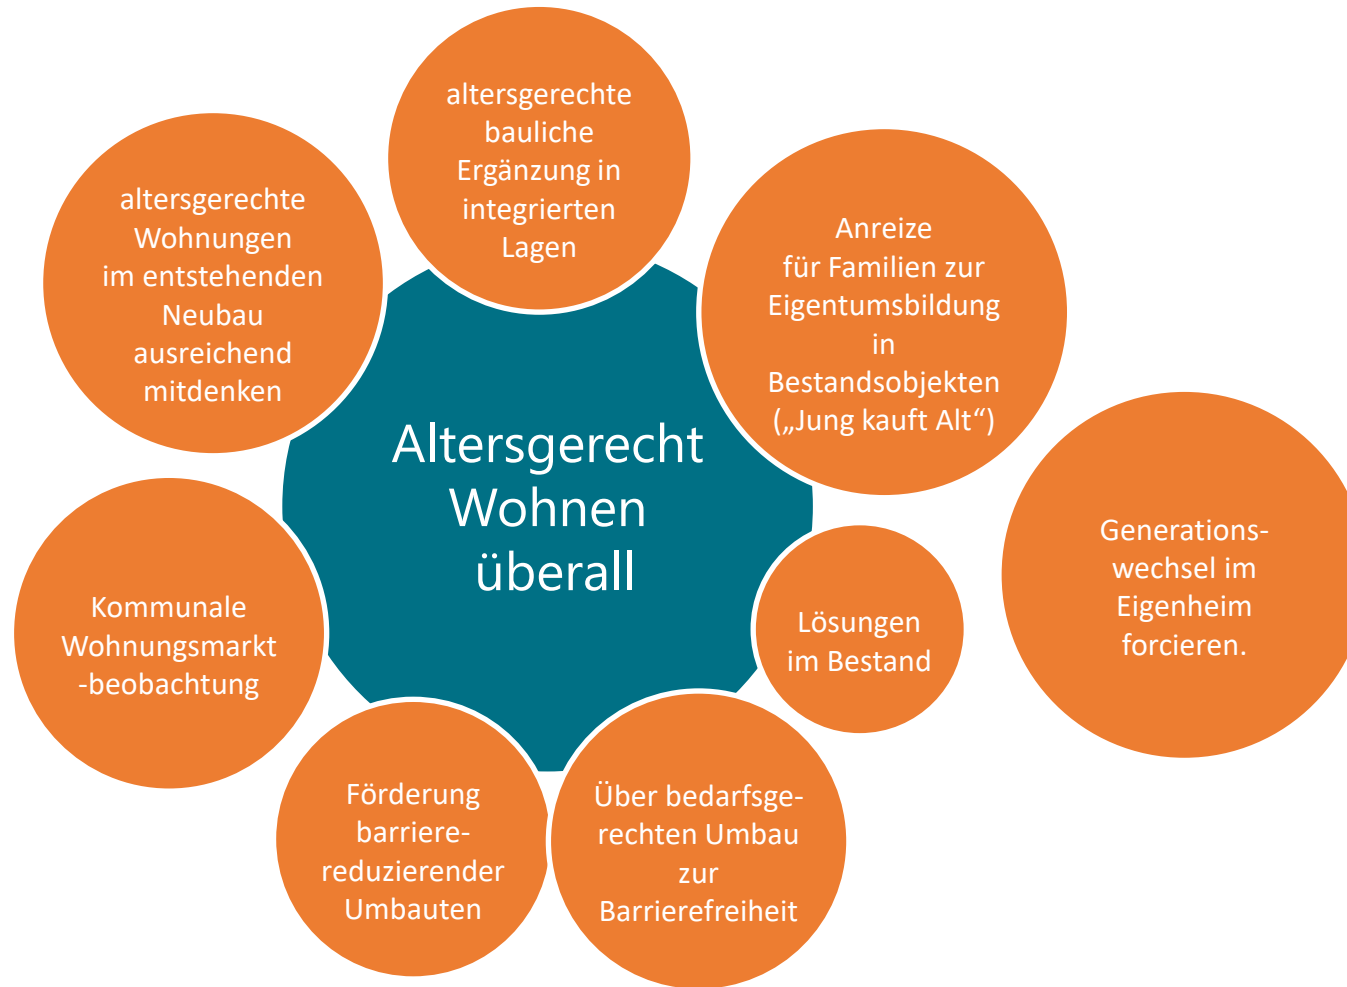 altersgerechte
bauliche
Ergänzung in
integrierten
Lagen
altersgerechte
Wohnungen
im entstehenden
Neubau
ausreichend
mitdenken
Anreize
für Familien zur
Eigentumsbildung
in
Bestandsobjekten
(„Jung kauft Alt“)
Altersgerecht
Wohnen
überall
Generations-
wechsel im
Eigenheim
forcieren.
Kommunale
Wohnungsmarkt
-beobachtung
Lösungen
im Bestand
Förderung
barriere-
reduzierender
Umbauten
Über bedarfsge-
rechten Umbau
zur
Barrierefreiheit